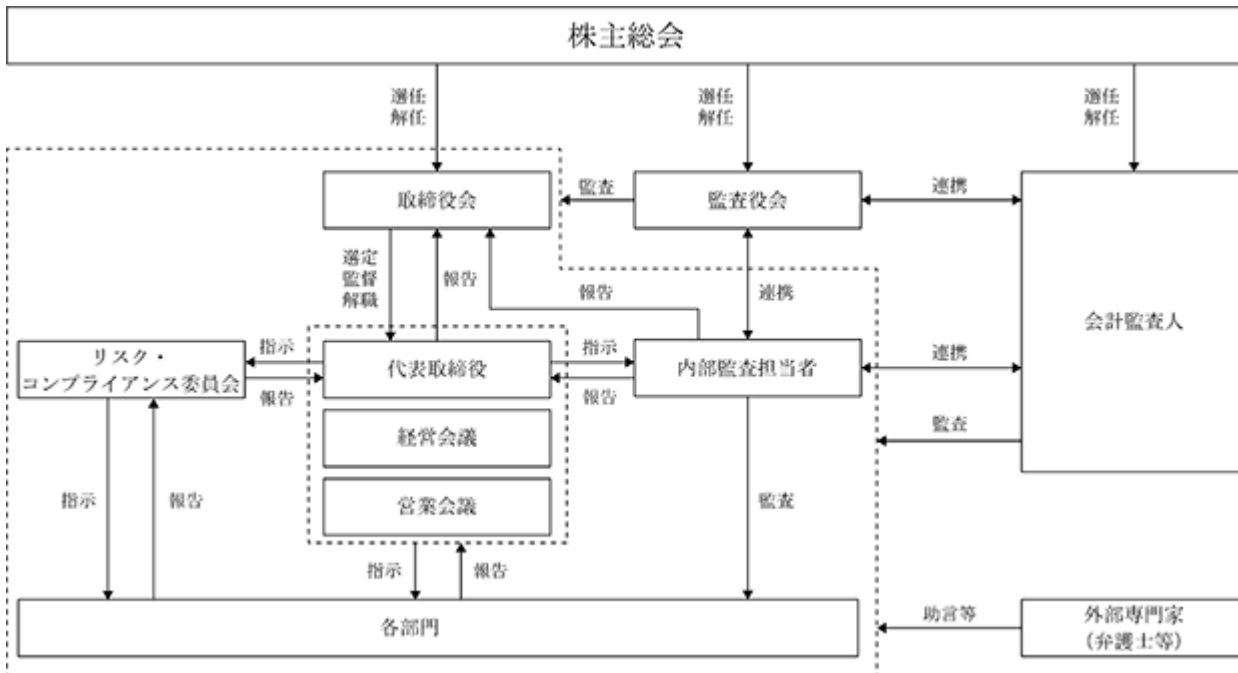 株主総会
選任
解任
選任
解任
選任
解任
取締役会
監査
監査役会
連携
会計監査人
選定
監督
解職
報告
報告
連携
リスク・
コンプライアンス委員会
指示
報告
代表取締役
指示
報告
内部監査担当者
連携
監査
経営会議
営業会議
指示
報告
指示
報告
監査
各部門
助言等
外部専門家
(弁護士等)